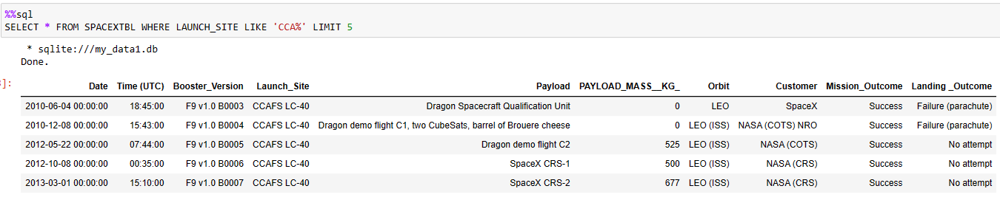 %%sql
SELECT * FROM SPACEXTBL WHERE LAUNCH_SITE LIKE 'CCA%' LIMIT 5
* sqlite:///my_data1.db
Done.
]:
Date Time (UTC) Booster_Version Launch_Site Payload PAYLOAD_MASS__KG_ Orbit Customer Mission_Outcome Landing _Outcome
2010-06-04 00:00:00 18:45:00 F9 v1.0 B0003 CCAFS LC-40 Dragon Spacecraft Qualification Unit 0 LEO SpaceX Success Failure (parachute)
2010-12-08 00:00:00 15:43:00 F9 v1.0 B0004 CCAFS LC-40 Dragon demo flight C1, two CubeSats, barrel of Brouere cheese 0 LEO (ISS) NASA (COTS) NRO Success Failure (parachute)
2012-05-22 00:00:00 07:44:00 F9 v1.0 B0005 CCAFS LC-40 Dragon demo flight C2 525 LEO (ISS) NASA (COTS) Success No attempt
2012-10-08 00:00:00 00:35:00 F9 v1.0 B0006 CCAFS LC-40 SpaceX CRS-1 500 LEO (ISS) NASA (CRS) Success No attempt
2013-03-01 00:00:00 15:10:00 F9 v1.0 B0007 CCAFS LC-40 SpaceX CRS-2 677 LEO (ISS) NASA (CRS) Success No attempt